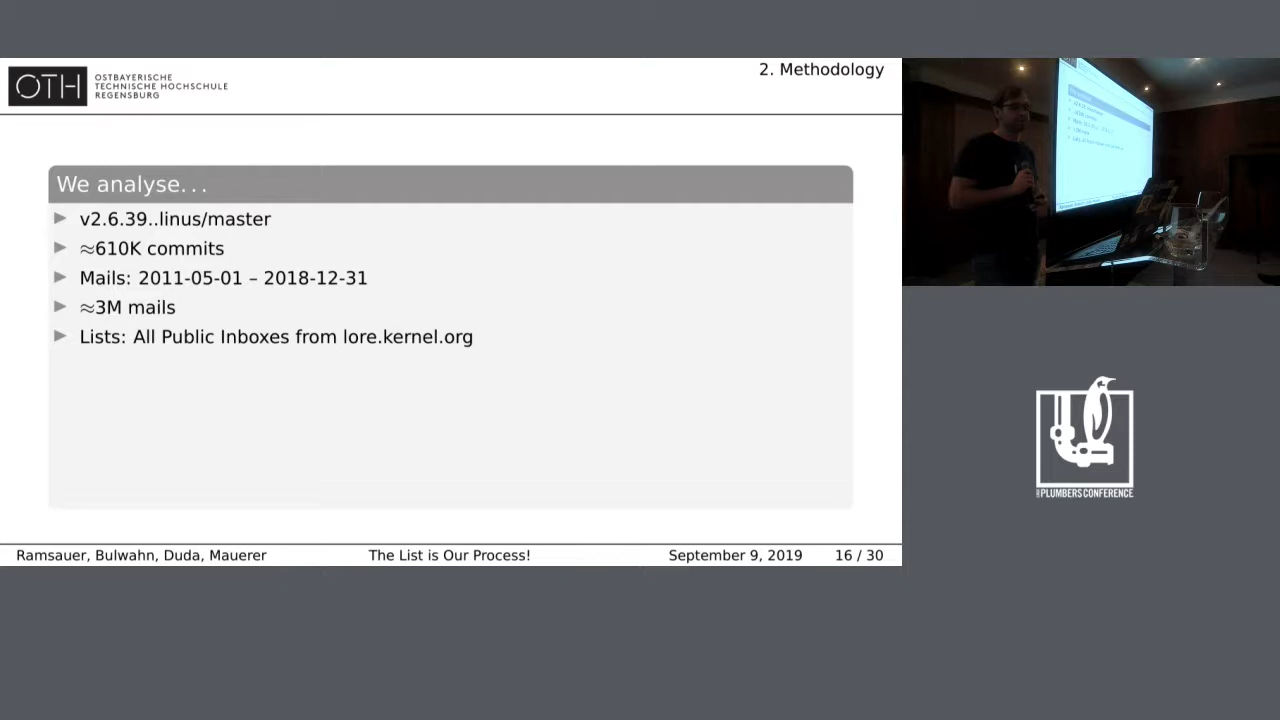 OTH
OSTBAYERISCHE
TECHNISCHE HOCHSCHULE
REGENSBURG
2. Methodology
We analyse...
v2.6.39..linus/master
≈610K commits
Mails: 2011-05-01 – 2018-12-31
≈3M mails
Lists: All Public Inboxes from lore.kernel.org
Ramsauer, Bulwahn, Duda, Mauerer The List is Our Process! September 9, 2019 16 / 30
PLUMBERS CONFERENCE